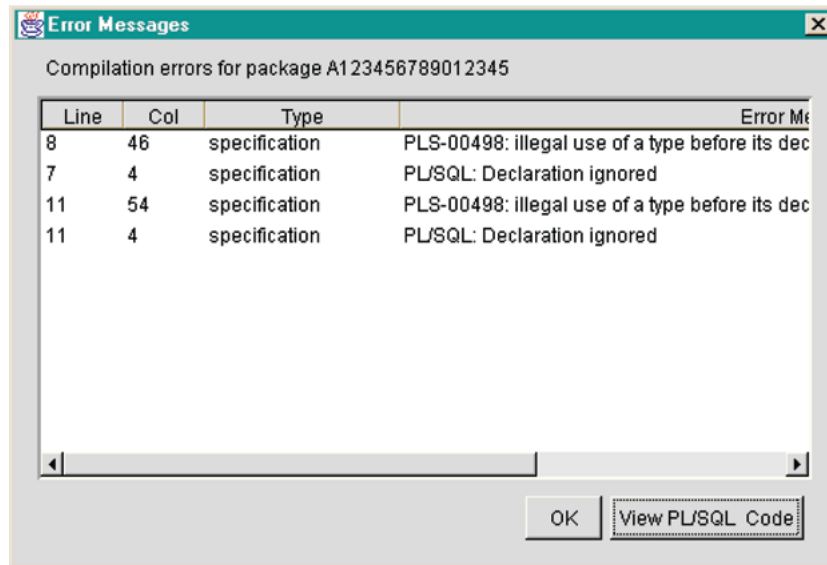 Error Messages
Compilation errors for package A123456789012345
Line Col Type Error Me
8 46 specification PLS-00498: illegal use of a type before its dec
7 4 specification PL/SQL: Declaration ignored
11 54 specification PLS-00498: illegal use of a type before its dec
11 4 specification PL/SQL: Declaration ignored
OK View PL/SQL Code